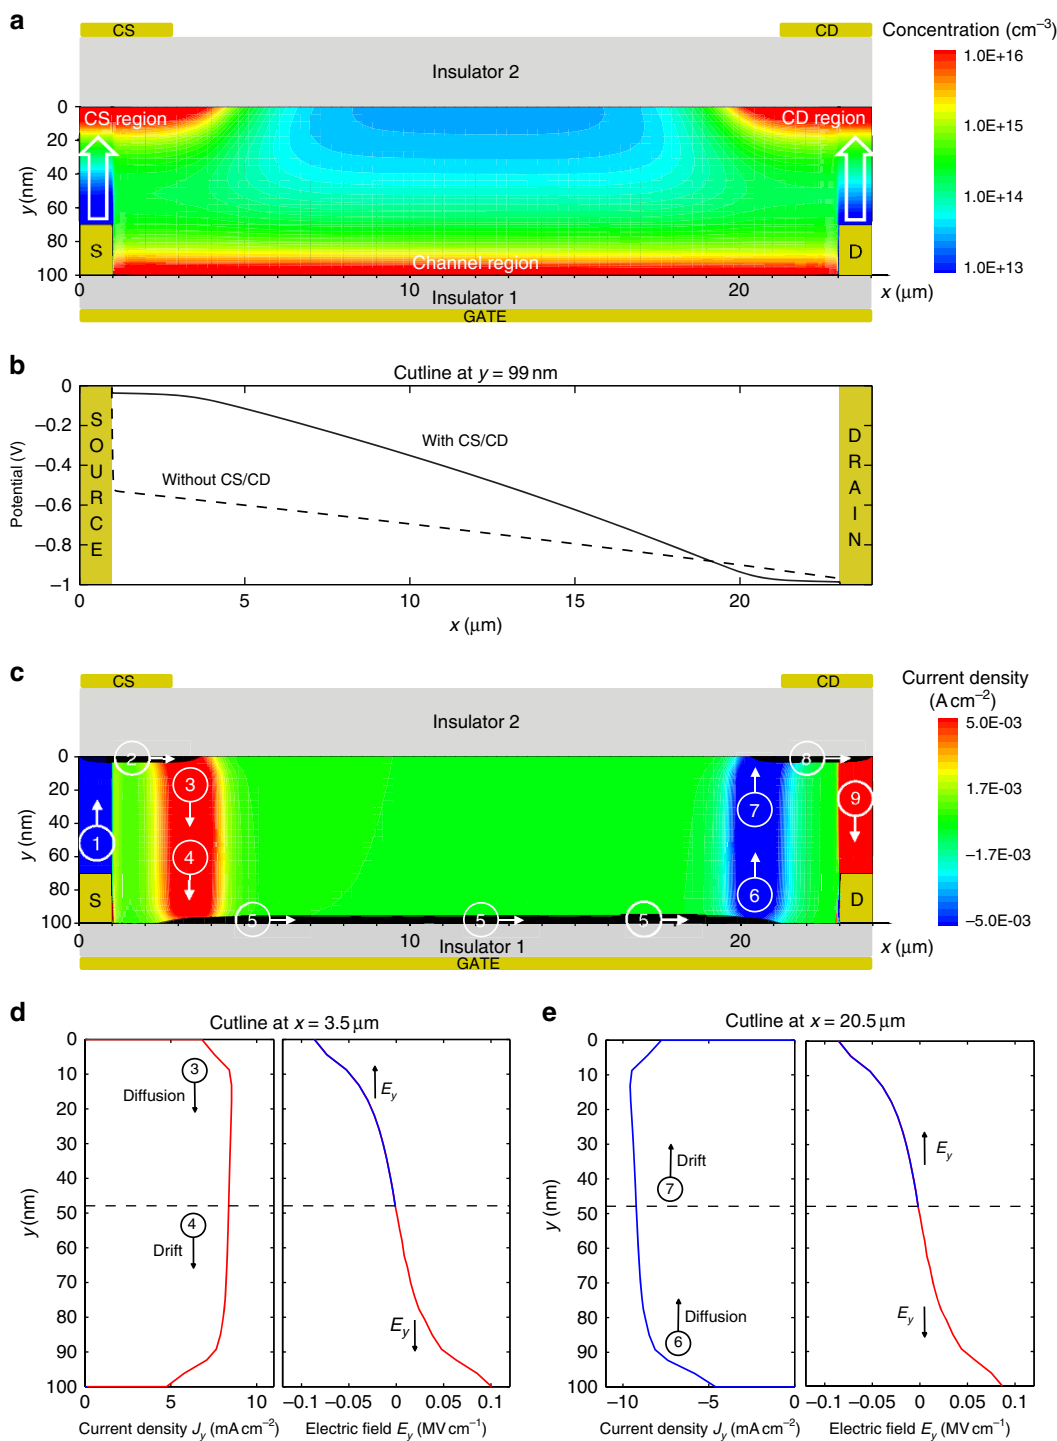 a
CS
CD
Concentration (cm⁻³)
Insulator 2
1.0E+16
1.0E+15
1.0E+14
1.0E+13
CS region
CD region
0
20
40
60
80
100
y (nm)
S
D
Channel region
0
10
20
x (μm)
Insulator 1
GATE
b
Cutline at y = 99 nm
0
−0.2
−0.4
−0.6
−0.8
−1
Potential (V)
SOURCE
DRAIN
With CS/CD
Without CS/CD
0
5
10
15
20
x (μm)
c
CS
CD
Current density
(A cm⁻²)
Insulator 2
5.0E-03
1.7E-03
−1.7E-03
−5.0E-03
0
20
40
60
80
100
y (nm)
1
2
3
4
5
5
5
6
7
8
9
S
D
0
10
20
x (μm)
Insulator 1
GATE
d
Cutline at x = 3.5 μm
0
10
20
30
40
50
60
70
80
90
100
y (nm)
3
Diffusion
4
Drift
Ey
Ey
0
5
10
Current density Jy (mA cm⁻²)
−0.1
−0.05
0
0.05
0.1
Electric field Ey (MV cm⁻¹)
e
Cutline at x = 20.5 μm
0
10
20
30
40
50
60
70
80
90
100
y (nm)
Drift
7
Diffusion
6
Ey
Ey
−10
−5
0
Current density Jy (mA cm⁻²)
−0.1
−0.05
0
0.05
0.1
Electric field Ey (MV cm⁻¹)